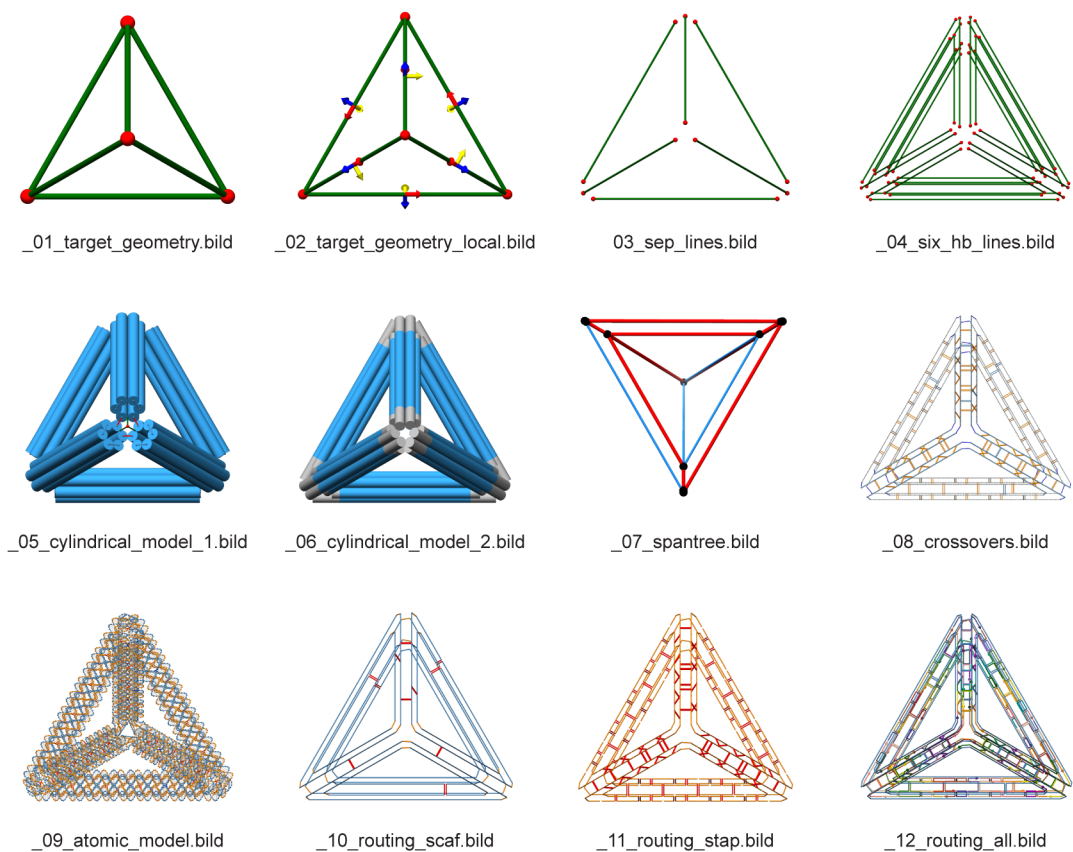 _01_target_geometry.bild
_02_target_geometry_local.bild
03_sep_lines.bild
_04_six_hb_lines.bild
_05_cylindrical_model_1.bild
_06_cylindrical_model_2.bild
_07_spantree.bild
_08_crossovers.bild
_09_atomic_model.bild
_10_routing_scaf.bild
_11_routing_stap.bild
_12_routing_all.bild